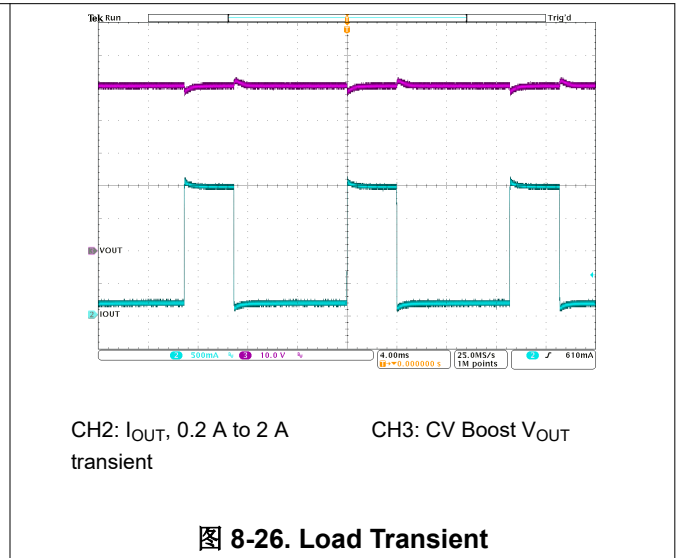 Tek Run Trig'd
T
T
VOUT
2 IOUT
2 500mA 3 10.0 V 4.00ms 25.0MS/s 2 610mA
T 0.000000 s 1M points
CH2: IOUT, 0.2 A to 2 A CH3: CV Boost VOUT
transient
图 8-26. Load Transient